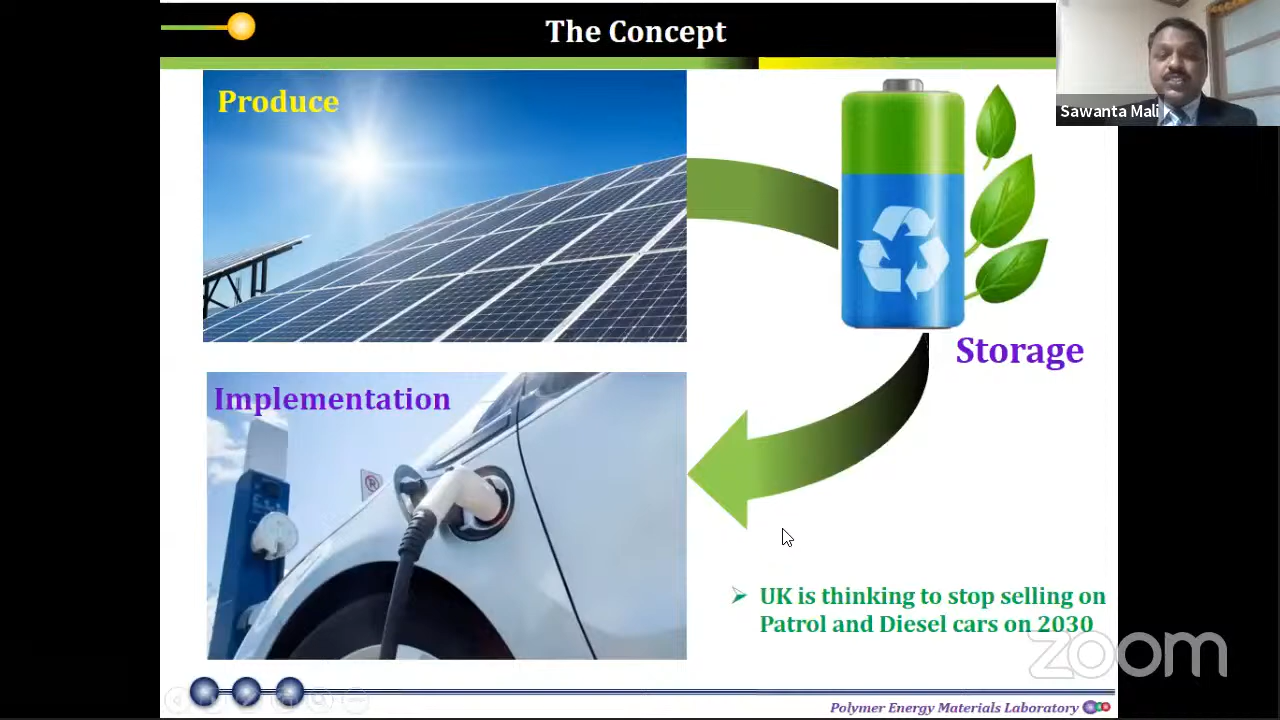 The Concept
Produce
Sawanta Mali
Storage
Implementation
UK is thinking to stop selling on
Patrol and Diesel cars on 2030
zoom
Polymer Energy Materials Laboratory